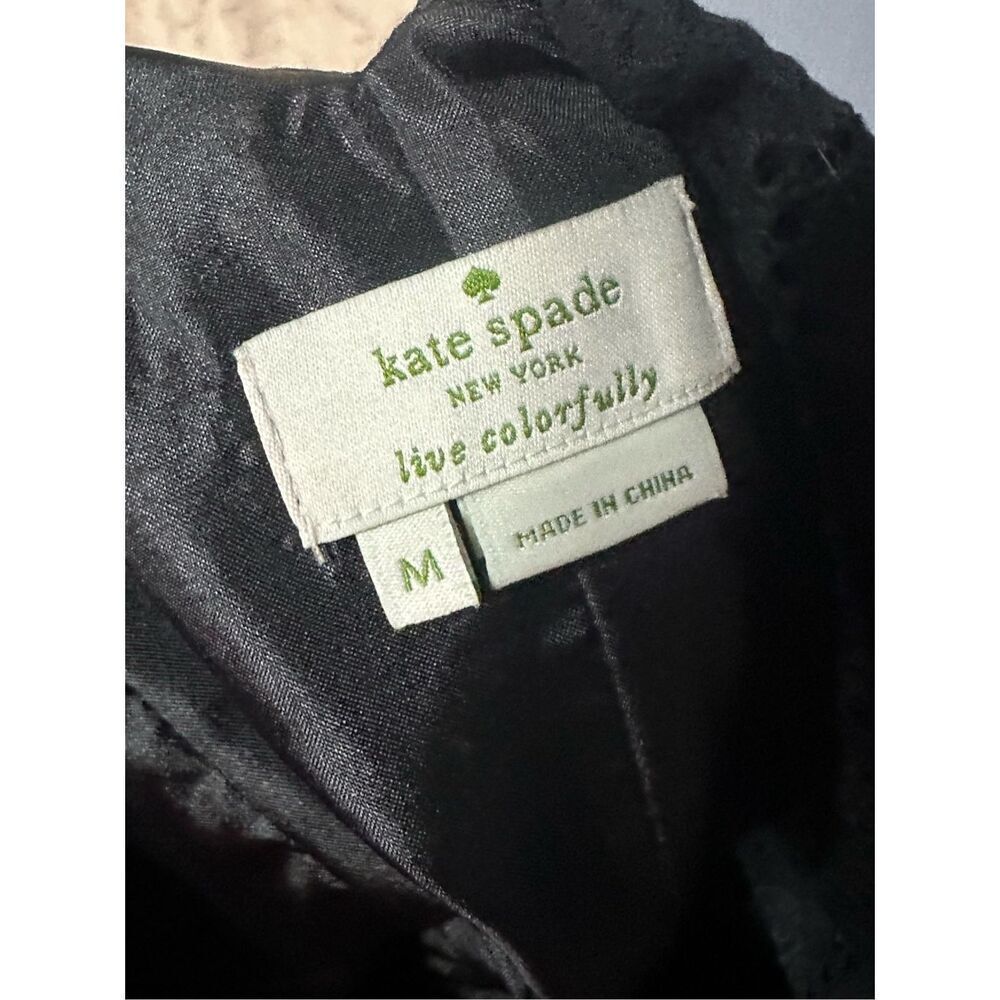 kate spade
NEW YORK
live colorfully
M
MADE IN CHINA